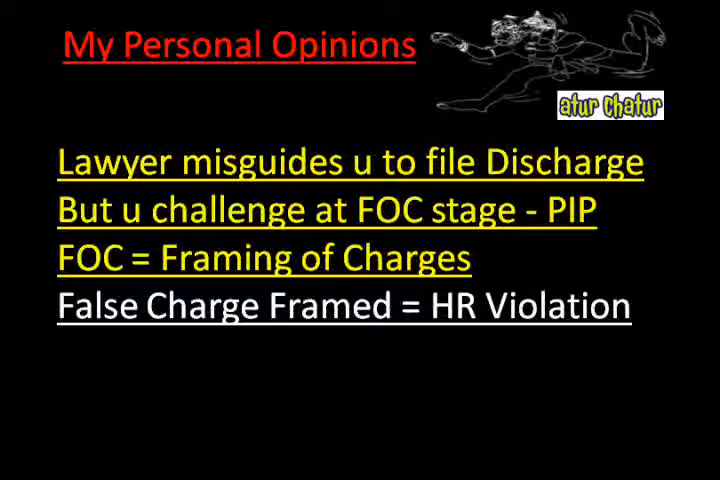 My Personal Opinions
atur chatur
Lawyer misguides u to file Discharge
But u challenge at FOC stage - PIP
FOC = Framing of Charges
False Charge Framed = HR Violation